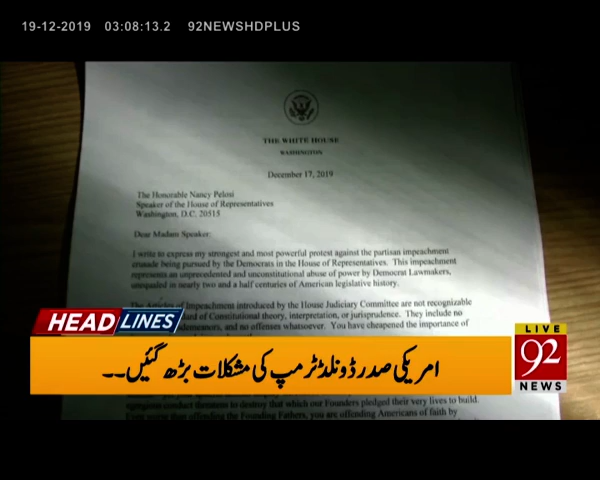 19-12-2019 03:08:13.2 92NEWSHDPLUS
THE WHITE HOUSE
WASHINGTON
December 17, 2019
The Honorable Nancy Pelosi
Speaker of the House of Representatives
Washington, D.C. 20515
Dear Madam Speaker:
I write to express my strongest and most powerful protest against the partisan impeachment
crusade being pursued by the Democrats in the House of Representatives. This impeachment
represents an unprecedented and unconstitutional abuse of power by Democrat Lawmakers,
unequaled in nearly two and a half centuries of American legislative history.
The Articles of Impeachment introduced by the House Judiciary Committee are not recognizable
of Constitutional theory, interpretation, or jurisprudence. They include no
and no offenses whatsoever. You have cheapened the importance of
HEADLINES
امریکی صدر ڈونلڈ ٹرمپ کی مشکلات بڑھ گئیں۔۔
LIVE
92
NEWS
that which our Founders pledged their very lives to build.
offending the Founding Fathers, you are offending Americans of faith by